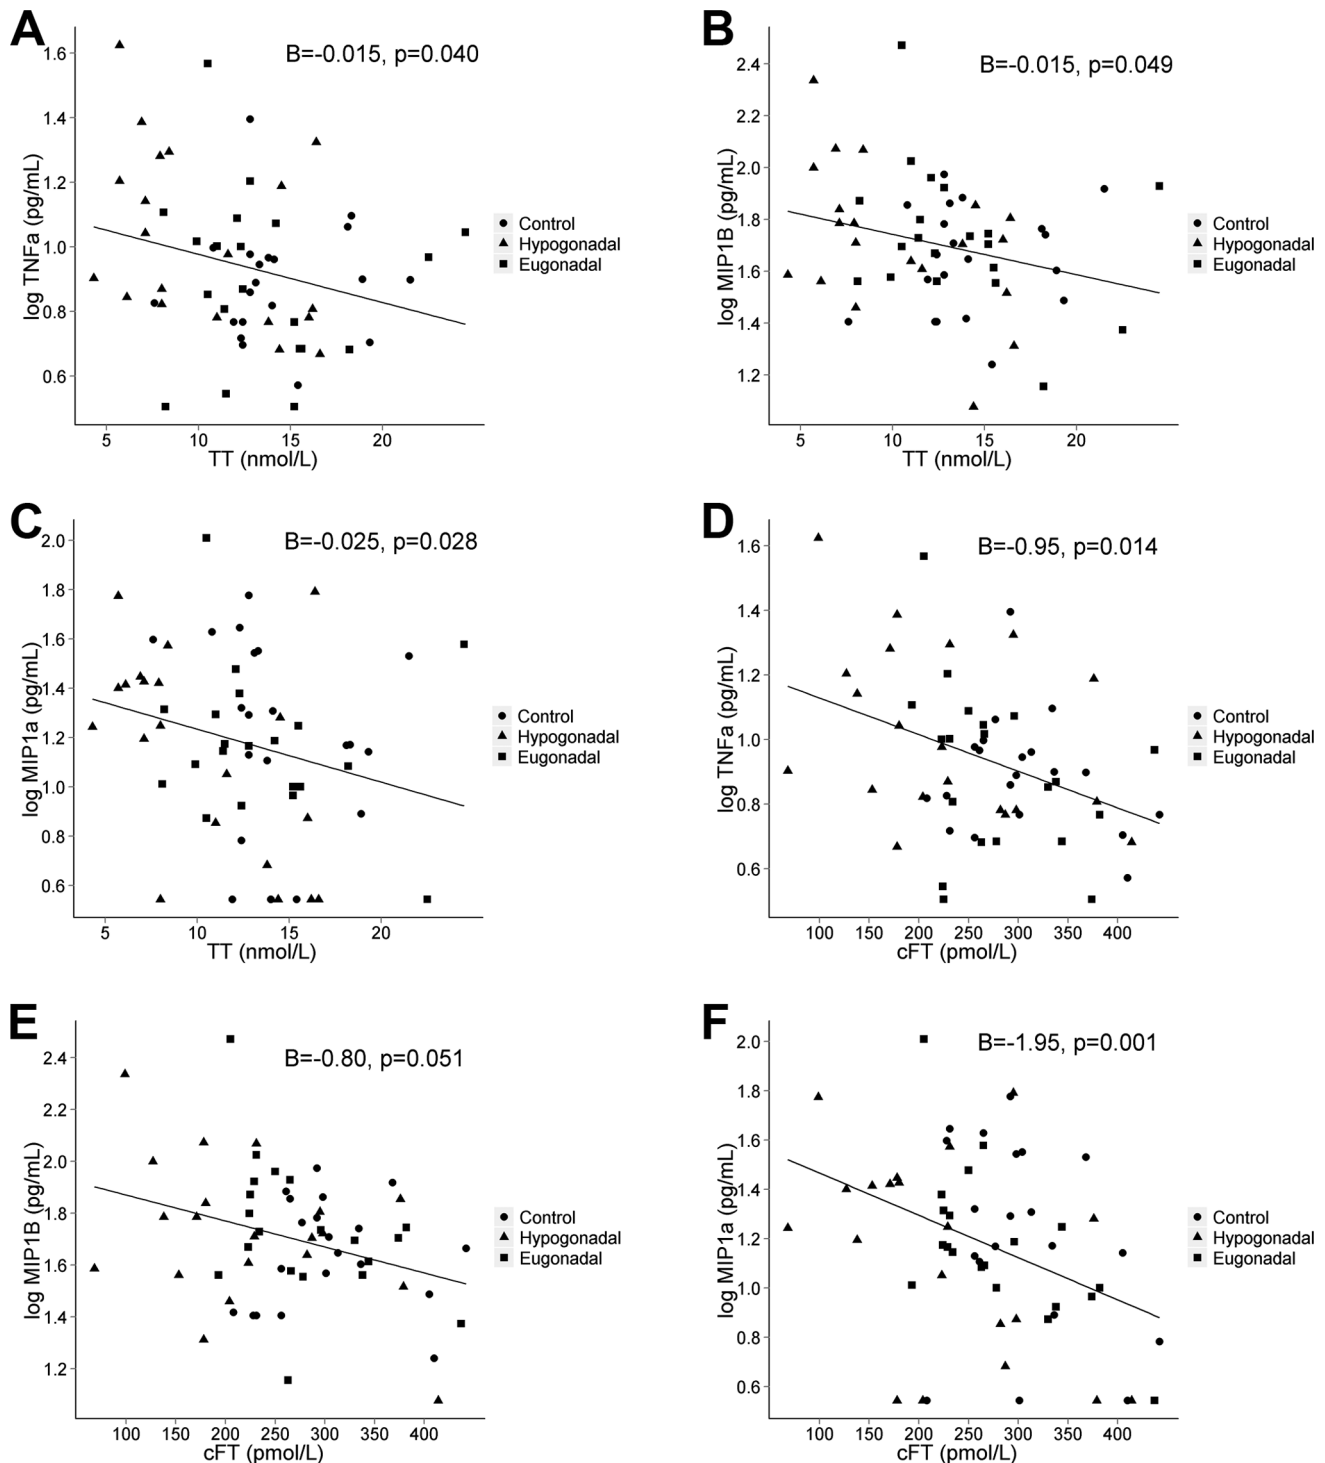 A
B=-0.015, p=0.040
log TNFa (pg/mL)
1.6
1.4
1.2
1.0
0.8
0.6
5 10 15 20
TT (nmol/L)
Control
Hypogonadal
Eugonadal
B
B=-0.015, p=0.049
log MIP1B (pg/mL)
2.4
2.2
2.0
1.8
1.6
1.4
1.2
5 10 15 20
TT (nmol/L)
Control
Hypogonadal
Eugonadal
C
B=-0.025, p=0.028
log MIP1a (pg/mL)
2.0
1.8
1.6
1.4
1.2
1.0
0.8
0.6
5 10 15 20
TT (nmol/L)
Control
Hypogonadal
Eugonadal
D
B=-0.95, p=0.014
log TNFa (pg/mL)
1.6
1.4
1.2
1.0
0.8
0.6
100 150 200 250 300 350 400
cFT (pmol/L)
Control
Hypogonadal
Eugonadal
E
B=-0.80, p=0.051
log MIP1B (pg/mL)
2.4
2.2
2.0
1.8
1.6
1.4
1.2
100 150 200 250 300 350 400
cFT (pmol/L)
Control
Hypogonadal
Eugonadal
F
B=-1.95, p=0.001
log MIP1a (pg/mL)
2.0
1.8
1.6
1.4
1.2
1.0
0.8
0.6
100 150 200 250 300 350 400
cFT (pmol/L)
Control
Hypogonadal
Eugonadal